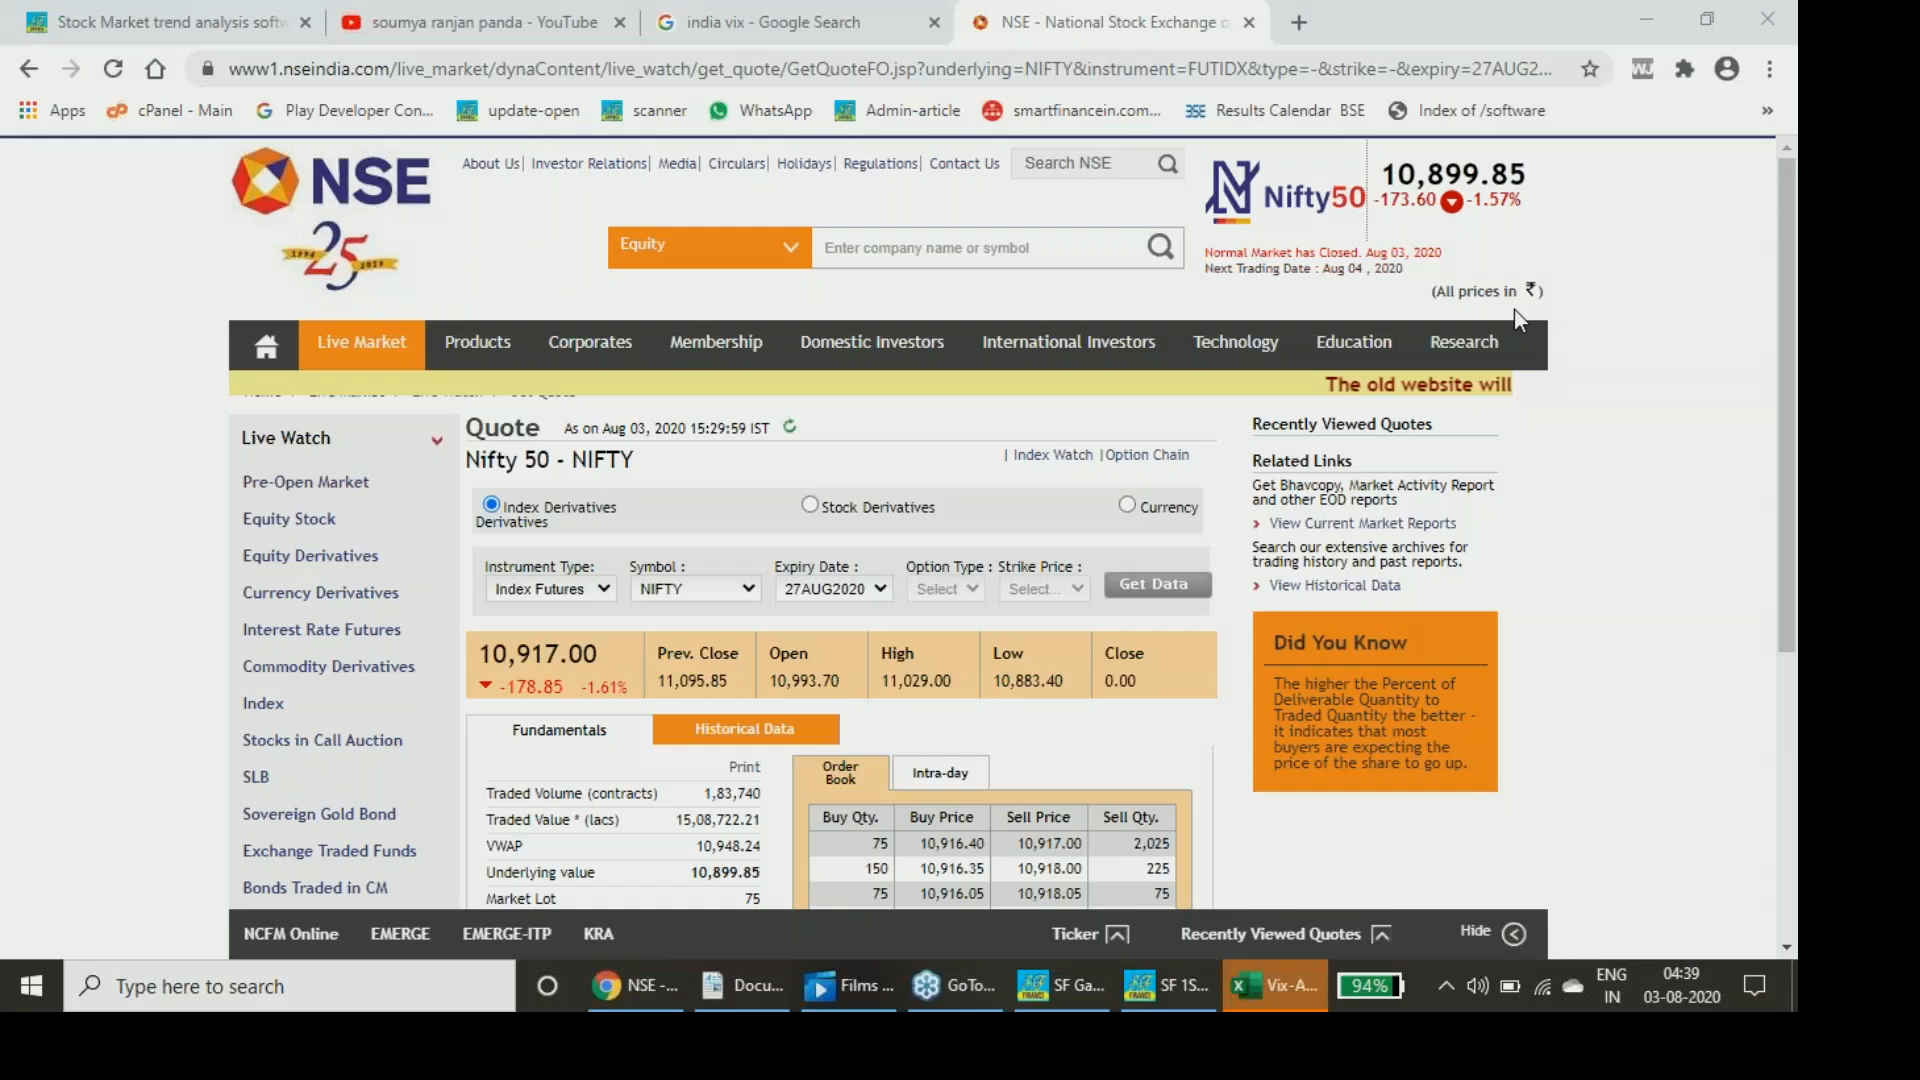 Stock Market trend analysis softw
soumya ranjan panda - YouTube
india vix - Google Search
NSE - National Stock Exchange o
www1.nseindia.com/live_market/dynaContent/live_watch/get_quote/GetQuoteFO.jsp?underlying=NIFTY&instrument=FUTIDX&type=-&strike=-&expiry=27AUG2...
Apps
cPanel - Main
Play Developer Con...
update-open
scanner
WhatsApp
Admin-article
smartfinancein.com...
Results Calendar BSE
Index of /software
»
NSE
1994 25 2019
About Us| Investor Relations| Media| Circulars| Holidays| Regulations| Contact Us
Search NSE
Nifty50
10,899.85
-173.60 -1.57%
Equity
Enter company name or symbol
Normal Market has Closed. Aug 03, 2020
Next Trading Date : Aug 04 , 2020
(All prices in ₹)
Live Market
Products
Corporates
Membership
Domestic Investors
International Investors
Technology
Education
Research
The old website will
Live Watch
Pre-Open Market
Equity Stock
Equity Derivatives
Currency Derivatives
Interest Rate Futures
Commodity Derivatives
Index
Stocks in Call Auction
SLB
Sovereign Gold Bond
Exchange Traded Funds
Bonds Traded in CM
Quote As on Aug 03, 2020 15:29:59 IST
Nifty 50 - NIFTY
| Index Watch |Option Chain
Index Derivatives
Stock Derivatives
Currency
Derivatives
Instrument Type: Symbol : Expiry Date : Option Type : Strike Price :
Index Futures NIFTY 27AUG2020 Select Select... Get Data
10,917.00 Prev. Close Open High Low Close
-178.85 -1.61% 11,095.85 10,993.70 11,029.00 10,883.40 0.00
Fundamentals
Historical Data
Print
Traded Volume (contracts) 1,83,740
Traded Value * (lacs) 15,08,722.21
VWAP 10,948.24
Underlying value 10,899.85
Market Lot 75
Order
Book
Intra-day
Buy Qty. Buy Price Sell Price Sell Qty.
75 10,916.40 10,917.00 2,025
150 10,916.35 10,918.00 225
75 10,916.05 10,918.05 75
Recently Viewed Quotes
Related Links
Get Bhavcopy, Market Activity Report
and other EOD reports
View Current Market Reports
Search our extensive archives for
trading history and past reports.
View Historical Data
Did You Know
The higher the Percent of
Deliverable Quantity to
Traded Quantity the better -
it indicates that most
buyers are expecting the
price of the share to go up.
NCFM Online
EMERGE
EMERGE-ITP
KRA
Ticker
Recently Viewed Quotes
Hide
Type here to search
NSE -...
Docu...
Films ...
GoTo...
SF Ga...
SF 1S...
Vix-A...
94%
ENG
IN
04:39
03-08-2020